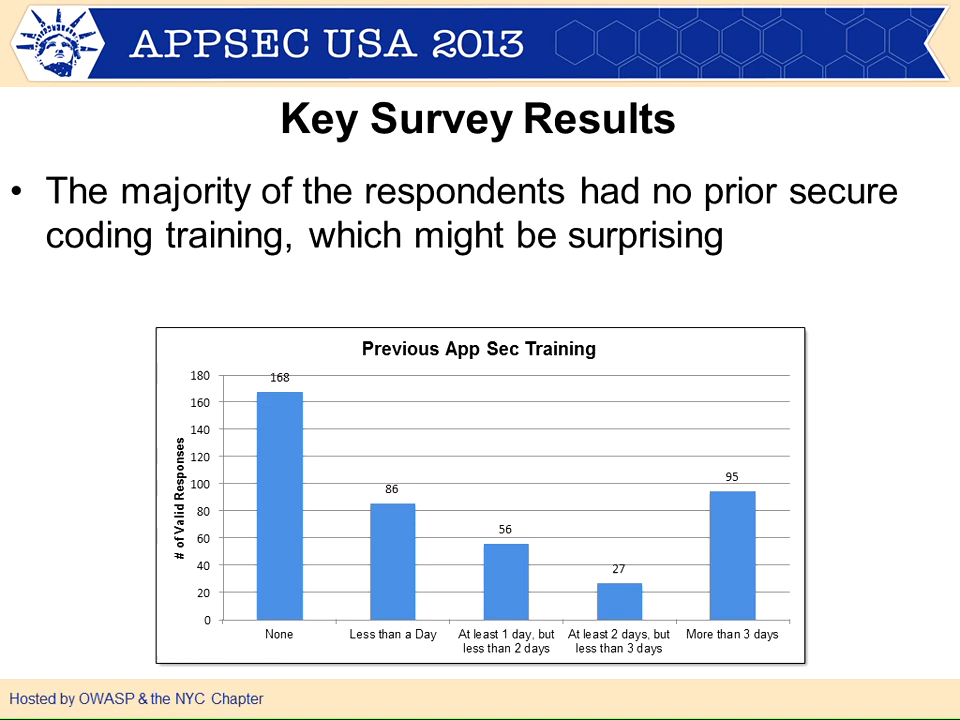 APPSEC USA 2013
Key Survey Results
• The majority of the respondents had no prior secure
coding training, which might be surprising
Previous App Sec Training
# of Valid Responses
180
160
140
120
100
80
60
40
20
0
168
86
56
27
95
None
Less than a Day
At least 1 day, but
less than 2 days
At least 2 days, but
less than 3 days
More than 3 days
Hosted by OWASP & the NYC Chapter